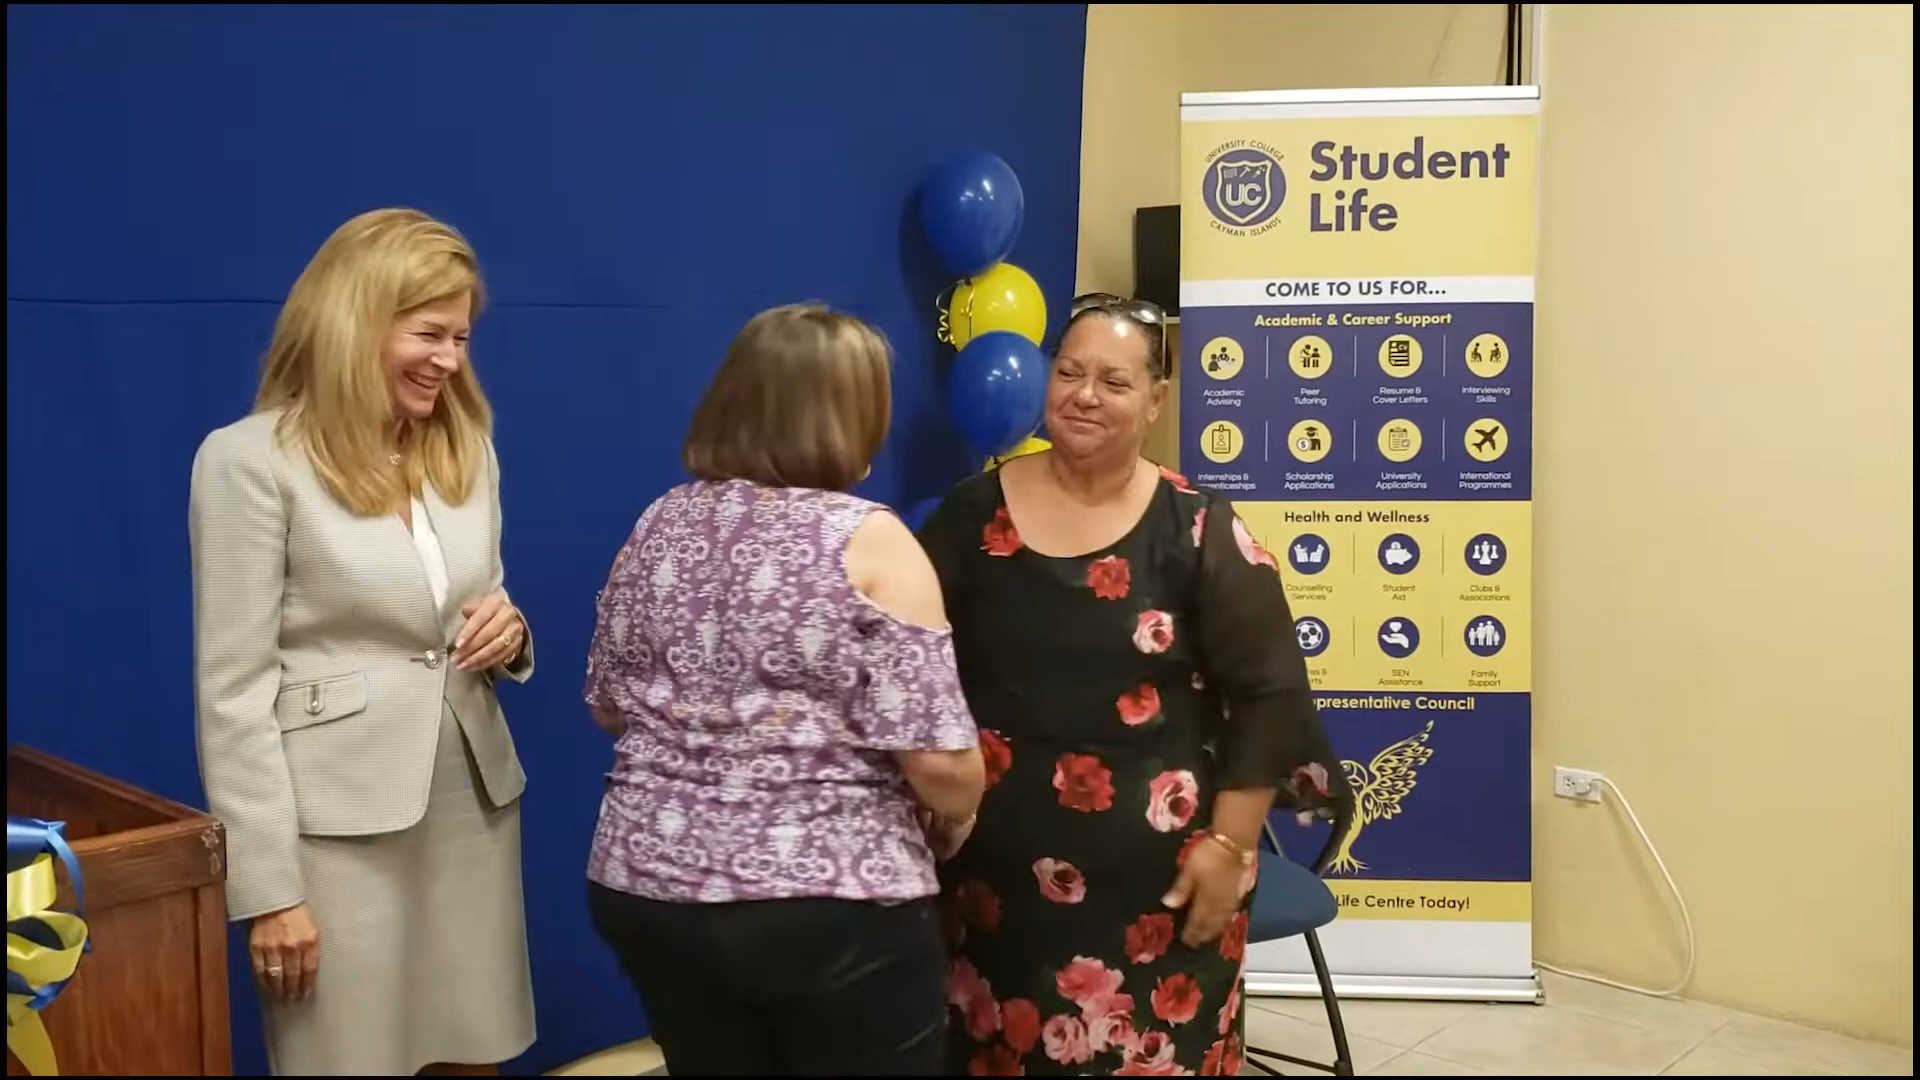 UNIVERSITY COLLEGE
UC
CAYMAN ISLANDS
Student
Life
COME TO US FOR...
Academic & Career Support
Academic
Advising
Peer
Tutoring
Resume &
Cover Letters
Interviewing
Skills
Internships &
Scholarship
Applications
University
Applications
International
Programmes
Health and Wellness
Counselling
Services
Student
Aid
Clubs &
Associations
&
SEN
Assistance
Family
Support
Council
Life Centre Today!